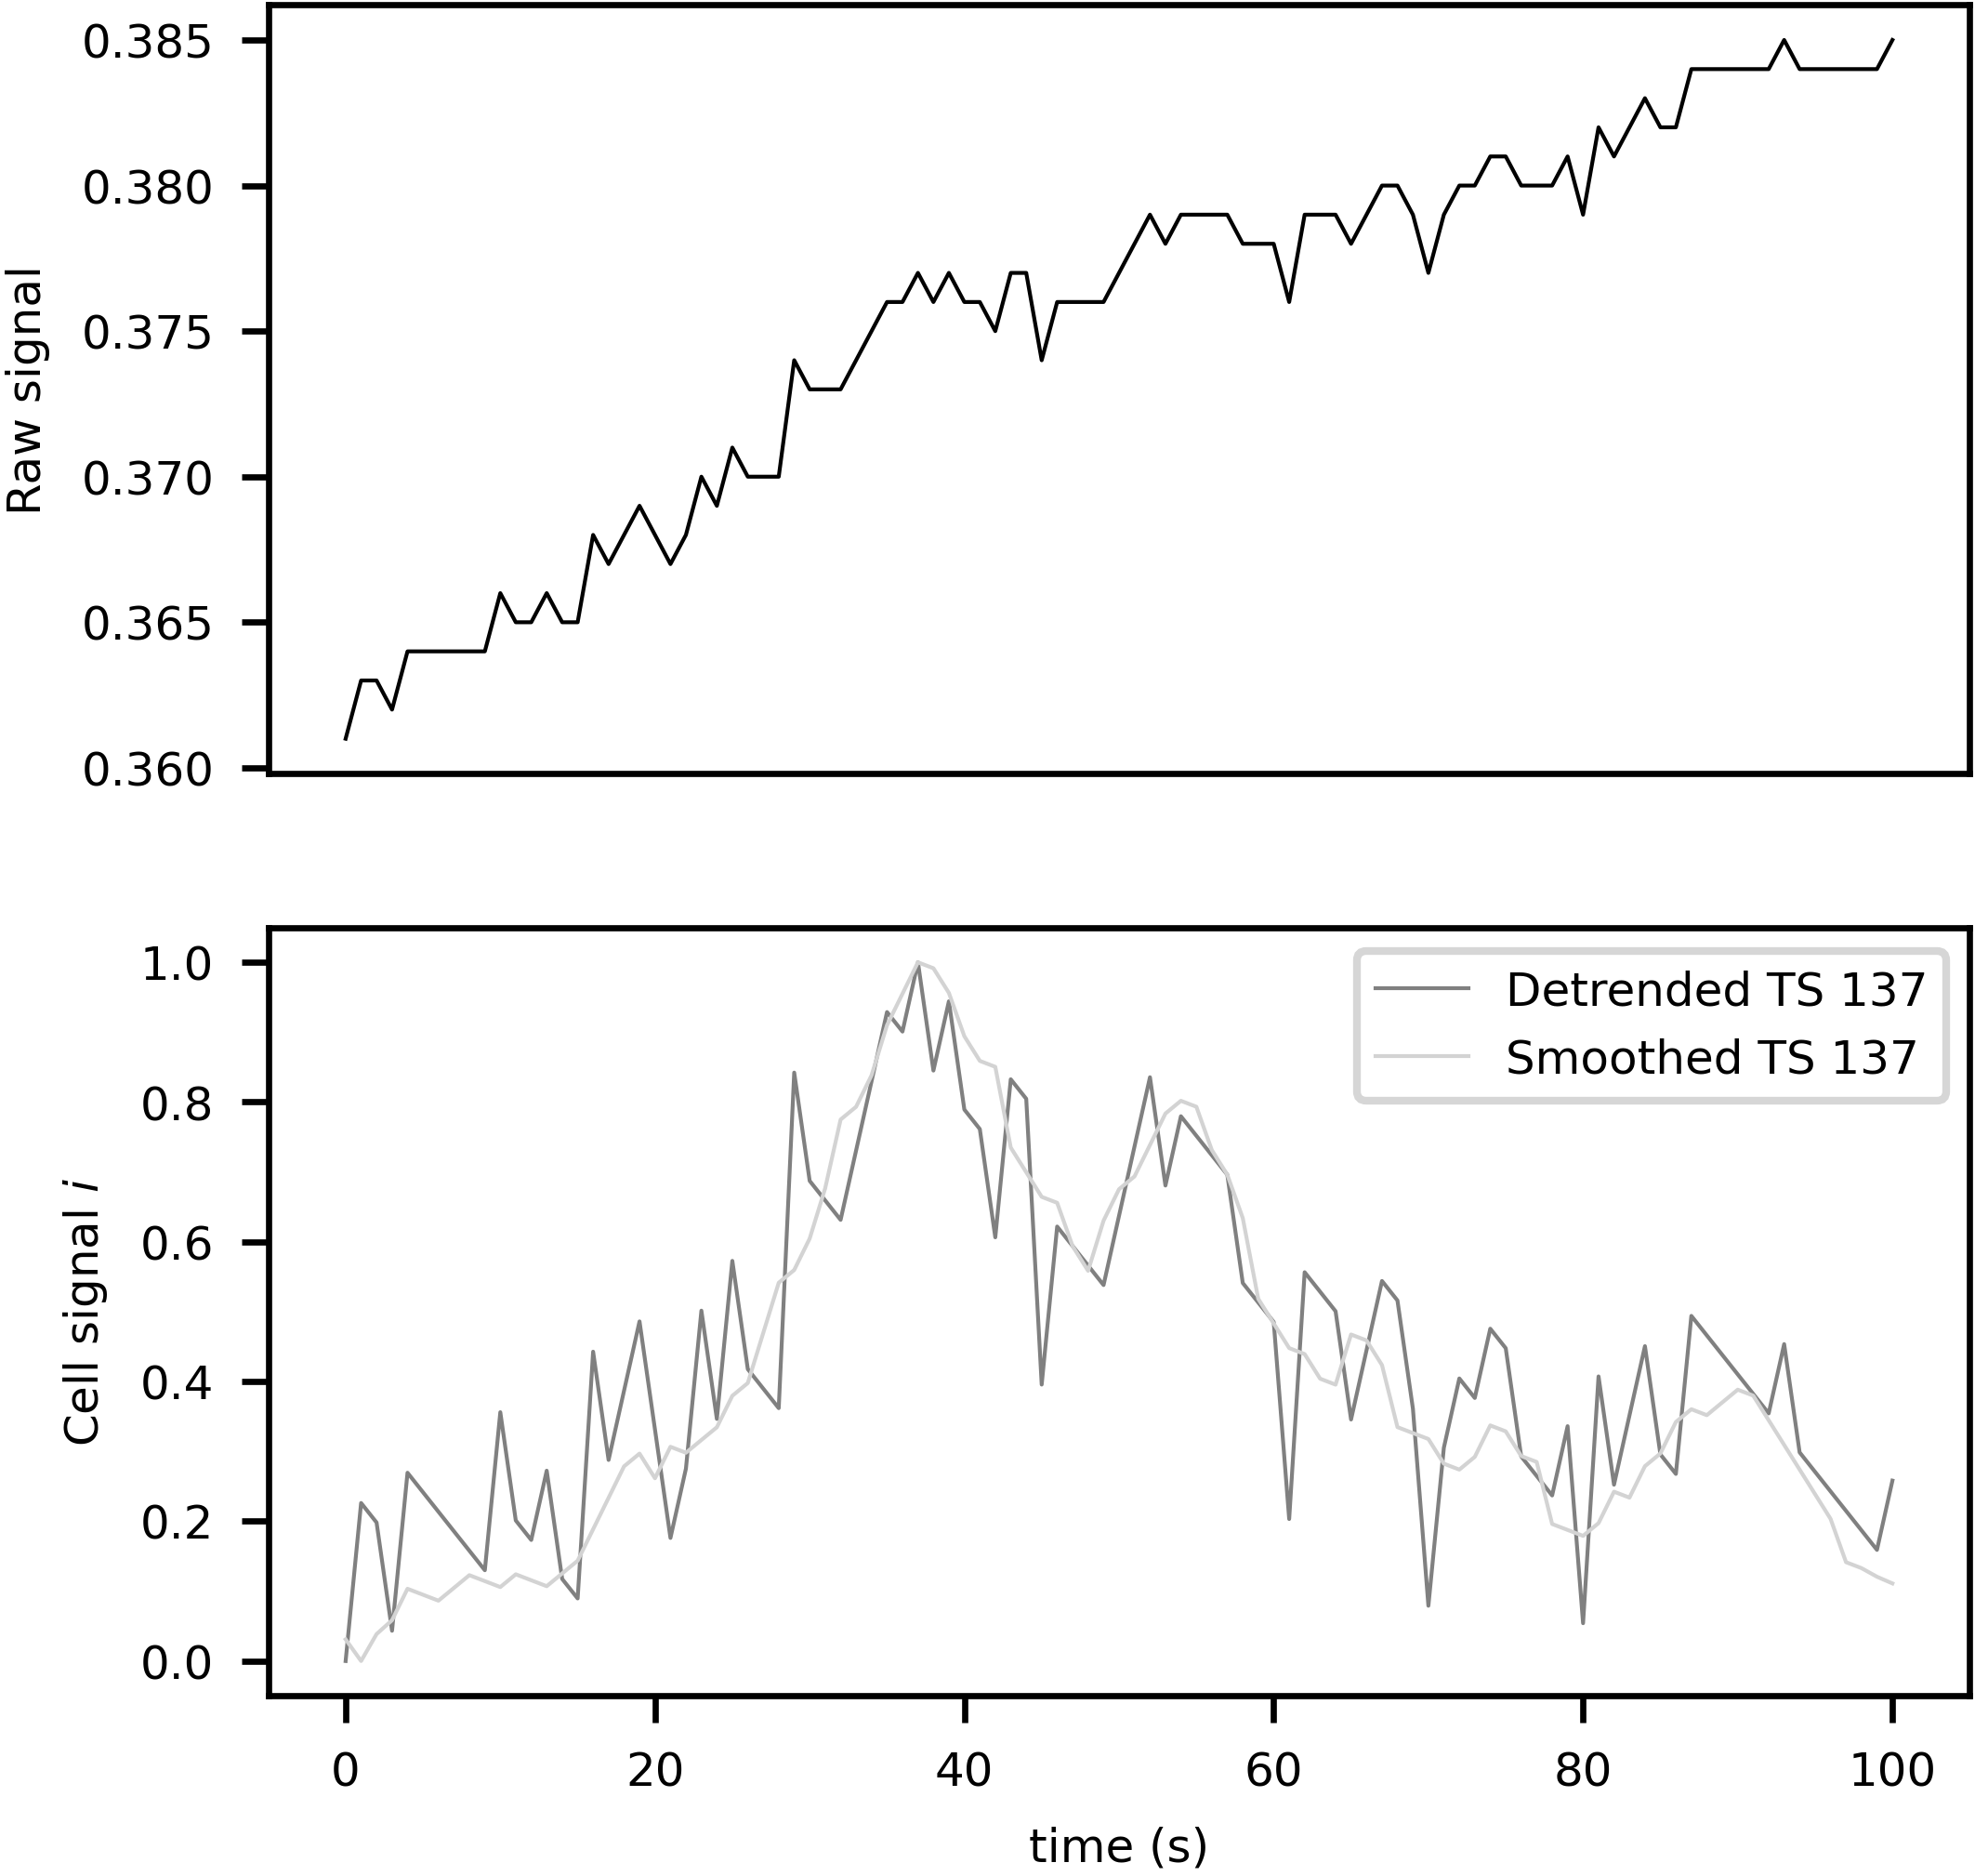 Raw signal
0.385
0.380
0.375
0.370
0.365
0.360
Cell signal i
1.0
0.8
0.6
0.4
0.2
0.0
Detrended TS 137
Smoothed TS 137
0 20 40 60 80 100
time (s)